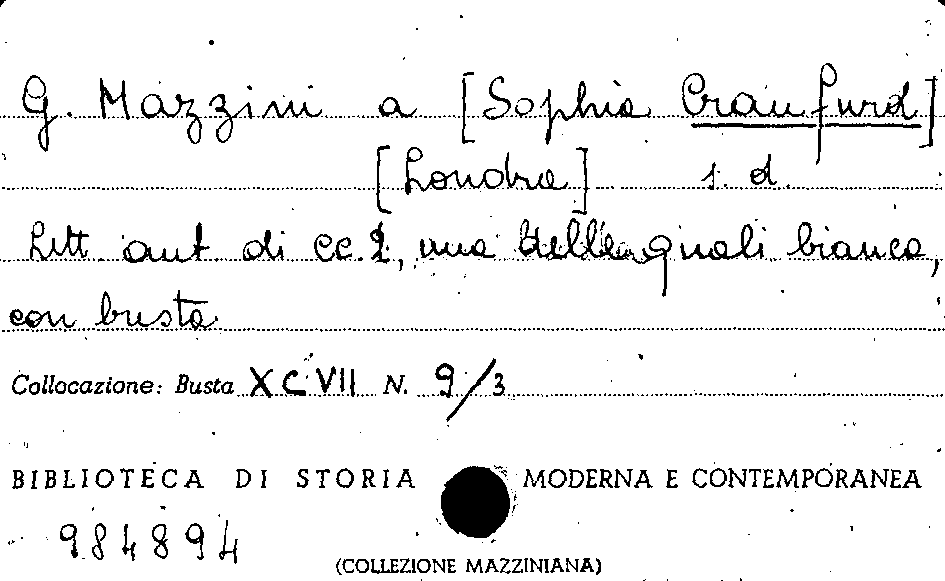 G. Mazzini a [Sophia Craufurd]
[Londra] s. d.
Lett. aut. di cc. 2, una delle quali bianca,
con busta
Collocazione: Busta XCVII N. 9/3
BIBLIOTECA DI STORIA MODERNA E CONTEMPORANEA
984894
(COLLEZIONE MAZZINIANA)